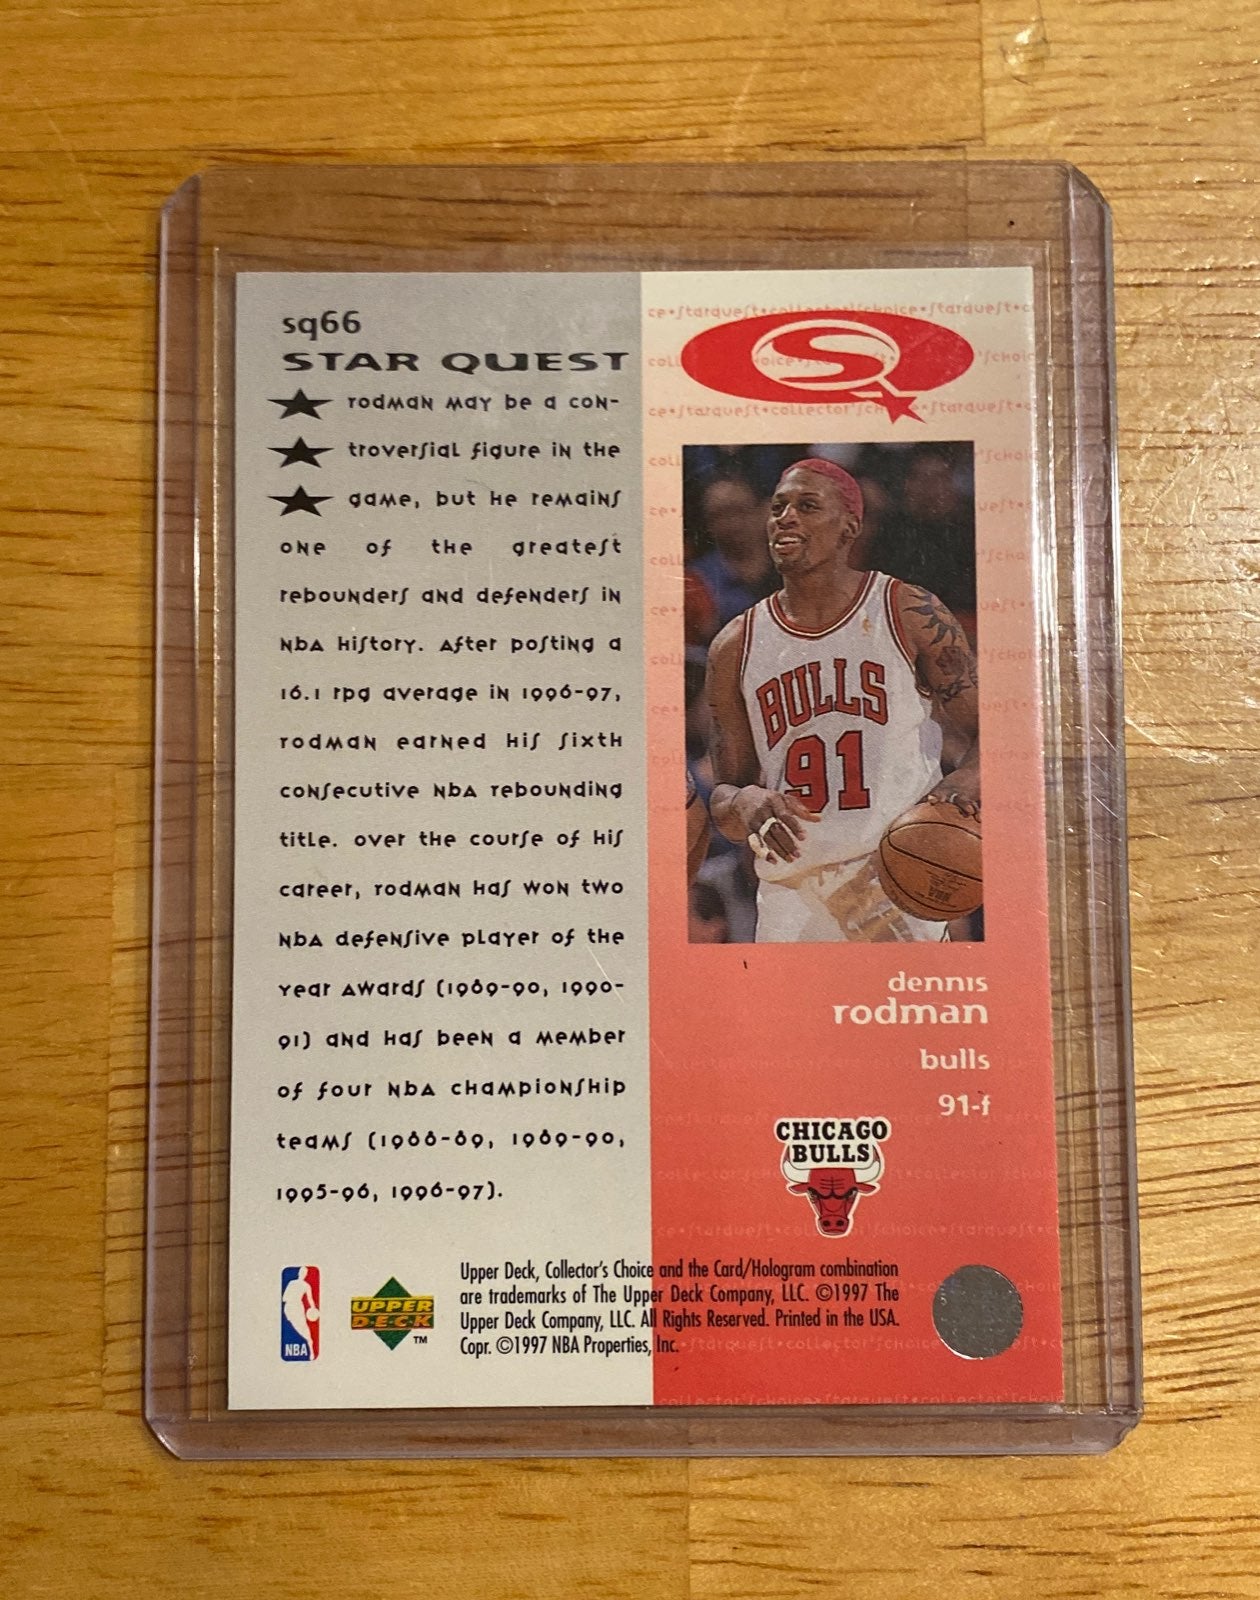 sq66
STAR QUEST
rodman may be a con-
troversial figure in the
game, but he remains
one of the greatest
rebounders and defenders in
NBA history. After posting a
16.1 rpg average in 1996-97,
rodman earned his sixth
consecutive NBA rebounding
title. over the course of his
career, rodman has won two
NBA defensive player of the
year awards (1989-90, 1990-
91) and has been a member
of four NBA championship
teams (1988-89, 1989-90,
1995-96, 1996-97).
SQ
BULLS
91
dennis
rodman
bulls
91-f
CHICAGO
BULLS
NBA
UPPER
DECK
TM
Upper Deck, Collector's Choice and the Card/Hologram combination
are trademarks of The Upper Deck Company, LLC. ©1997 The
Upper Deck Company, LLC. All Rights Reserved. Printed in the USA.
Copr. ©1997 NBA Properties, Inc.